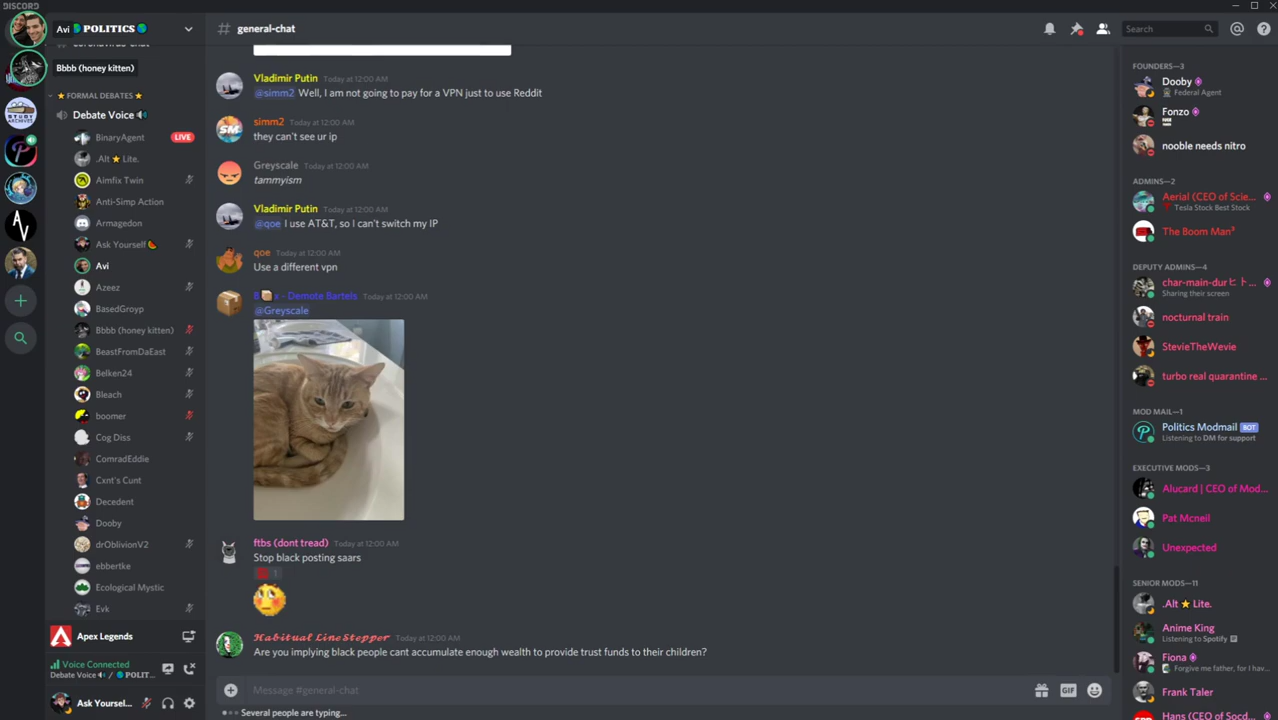 DISCORD
Avi 🌎 POLITICS 🌎
# general-chat
Search
Bbbb (honey kitten)
FORMAL DEBATES
Debate Voice
BinaryAgent
LIVE
.Alt ⭐ Lite.
Aimfix Twin
Anti-Simp Action
Armagedon
Ask Yourself 🍉
Avi
Azeez
BasedGroyp
Bbbb (honey kitten)
BeastFromDaEast
Belken24
Bleach
boomer
Cog Diss
ComradEddie
Cxnt's Cunt
Decedent
Dooby
drOblivionV2
ebbertke
Ecological Mystic
Evk
Apex Legends
Voice Connected
Debate Voice 🔊 / 🌎 POLIT...
Ask Yoursel...
Vladimir Putin Today at 12:00 AM
@simm2 Well, I am not going to pay for a VPN just to use Reddit
simm2 Today at 12:00 AM
they can't see ur ip
Greyscale Today at 12:00 AM
tammyism
Vladimir Putin Today at 12:00 AM
@qoe I use AT&T, so I can't switch my IP
qoe Today at 12:00 AM
Use a different vpn
x - Demote Bartels Today at 12:00 AM
@Greyscale
ftbs (dont tread) Today at 12:00 AM
Stop black posting saars
1
Habitual LineStepper Today at 12:00 AM
Are you implying black people cant accumulate enough wealth to provide trust funds to their children?
Message #general-chat
GIF
Several people are typing...
FOUNDERS—3
Dooby
Federal Agent
Fonzo
nooble needs nitro
ADMINS—2
Aerial (CEO of Scie...
Tesla Stock Best Stock
The Boom Man³
DEPUTY ADMINS—4
char-main-durヒト...
Sharing their screen
nocturnal train
StevieTheWevie
turbo real quarantine ...
MOD MAIL—1
Politics Modmail BOT
Listening to DM for support
EXECUTIVE MODS—3
Alucard | CEO of Mod...
Pat Mcneil
Unexpected
SENIOR MODS—11
.Alt ⭐ Lite.
Anime King
Listening to Spotify
Fiona
Forgive me father, for I hav...
Frank Taler
Hans (CEO of Socd...